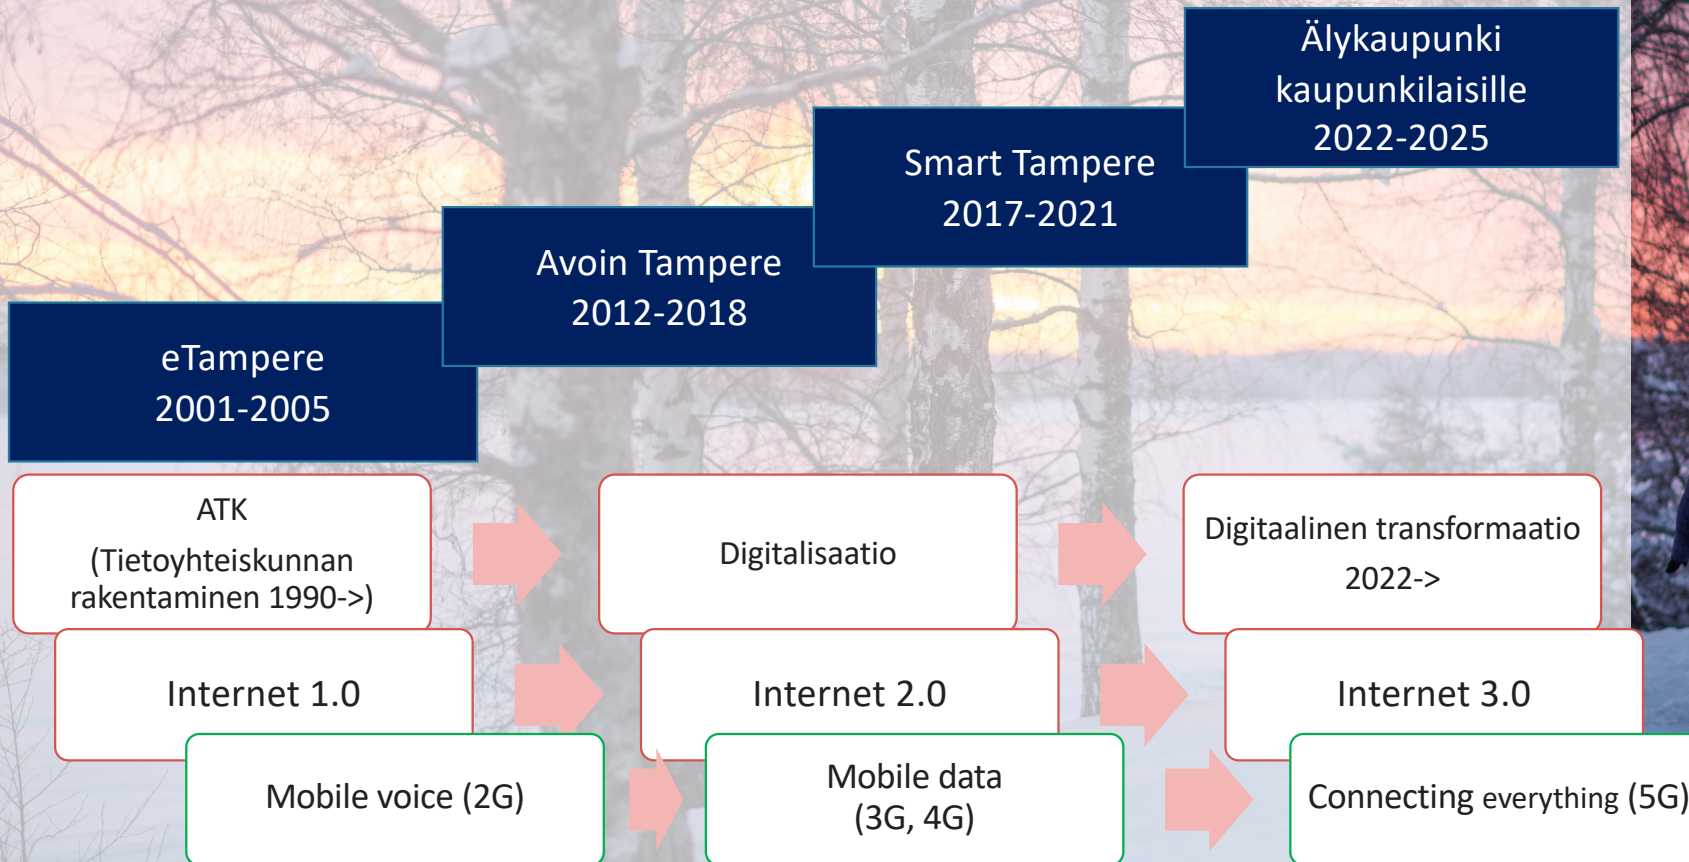 Älykaupunki
kaupunkilaisille
2022-2025
Smart Tampere
2017-2021
Avoin Tampere
2012-2018
eTampere
2001-2005
ATK
(Tietoyhteiskunnan
rakentaminen 1990->)
Digitalisaatio
Digitaalinen transformaatio
2022->
Internet 1.0
Internet 2.0
Internet 3.0
Mobile voice (2G)
Mobile data
(3G, 4G)
Connecting everything (5G)